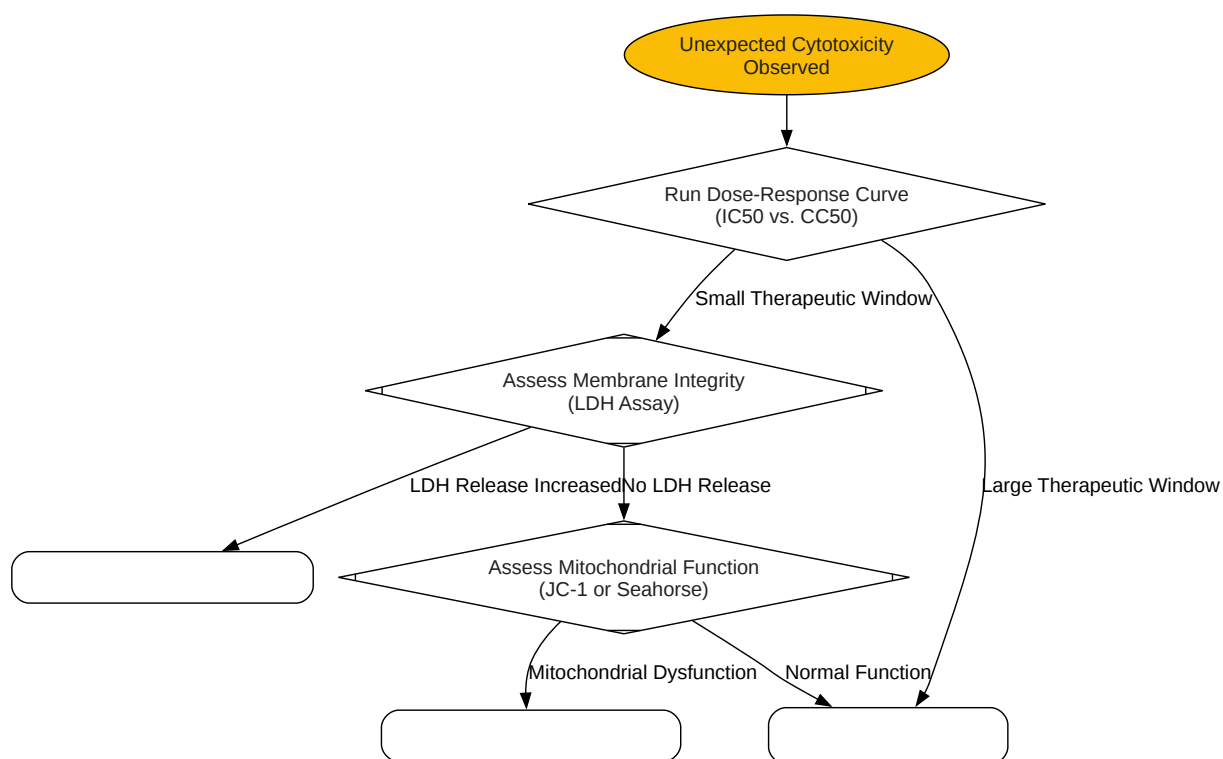 Unexpected Cytotoxicity
Observed
Run Dose-Response Curve
(IC50 vs. CC50)
Small Therapeutic Window
Assess Membrane Integrity
(LDH Assay)
LDH Release Increased
No LDH Release
Large Therapeutic Window
Assess Mitochondrial Function
(JC-1 or Seahorse)
Mitochondrial Dysfunction
Normal Function